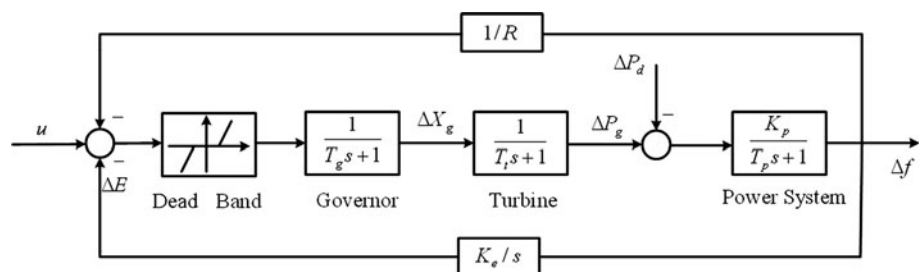 1/R
ΔP_d
u
ΔE
1 / (T_g s + 1)
ΔX_g
1 / (T_t s + 1)
ΔP_g
K_p / (T_p s + 1)
Δf
Dead Band
Governor
Turbine
Power System
K_e / s